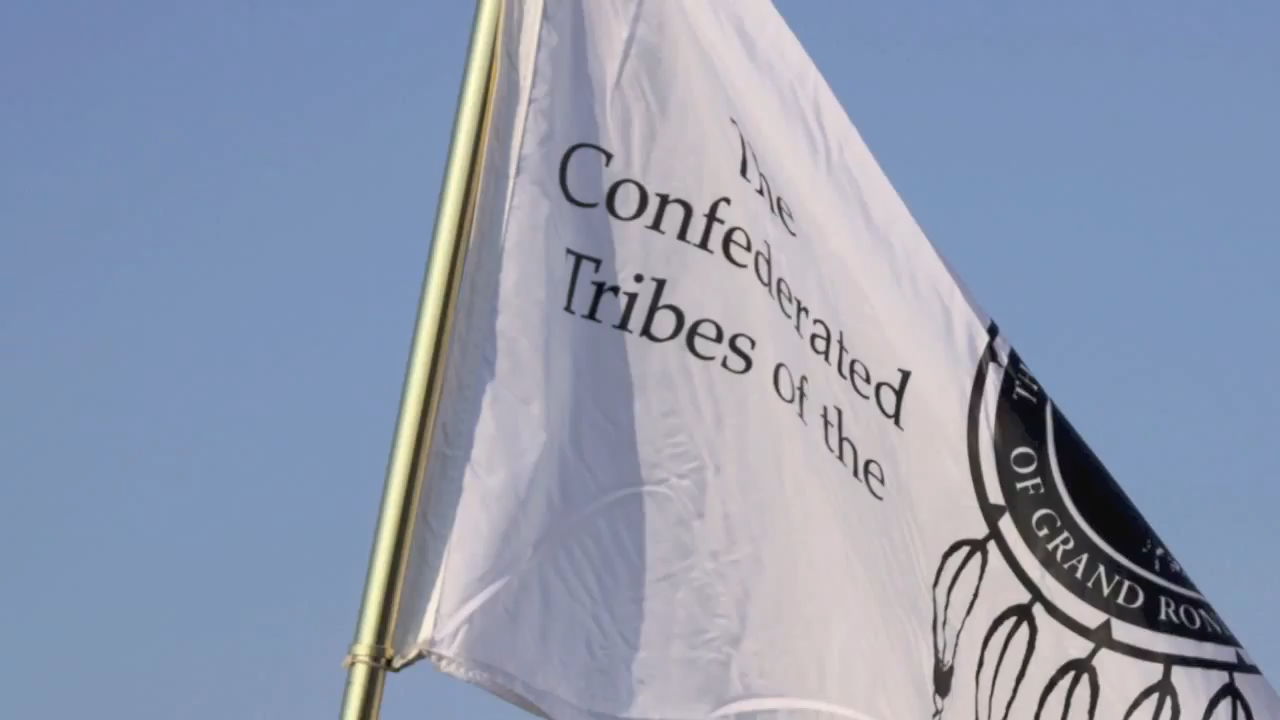 The
Confederated
Tribes of the
OF GRAND RON